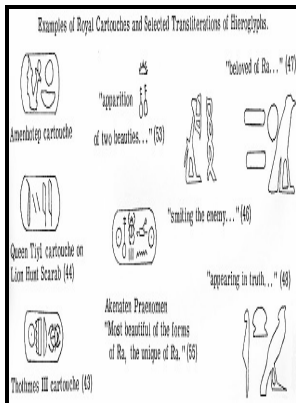 Examples of Royal Cartouches and Selected Transliterations of Hieroglyphs.
"beloved of Ra..." (47)
"apparition
of two beauties..." (53)
Amenhotep cartouche
"smiting the enemy..." (46)
Queen Tiyi cartouche on
Lion Hunt Scarab (44)
"appearing in truth..." (48)
Akenaten Praenomen
"Most beautiful of the forms
of Ra, the unique of Ra." (55)
Thothmes III cartouche (43)